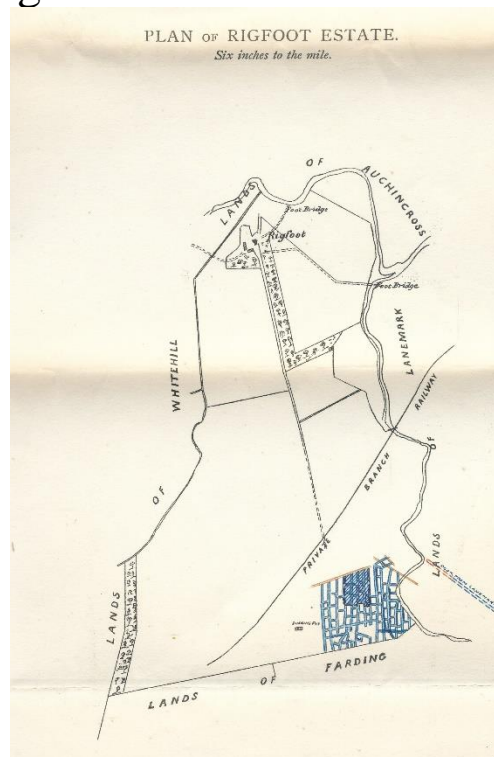 PLAN OF RIGFOOT ESTATE.
Six inches to the mile.
LANDS OF AUCHINCROSS
Foot Bridge
Rigfoot
Foot Bridge
LANDS OF WHITEHILL
LANDS OF LANEMARK
PRIVATE BRANCH RAILWAY
LANDS OF FARDING